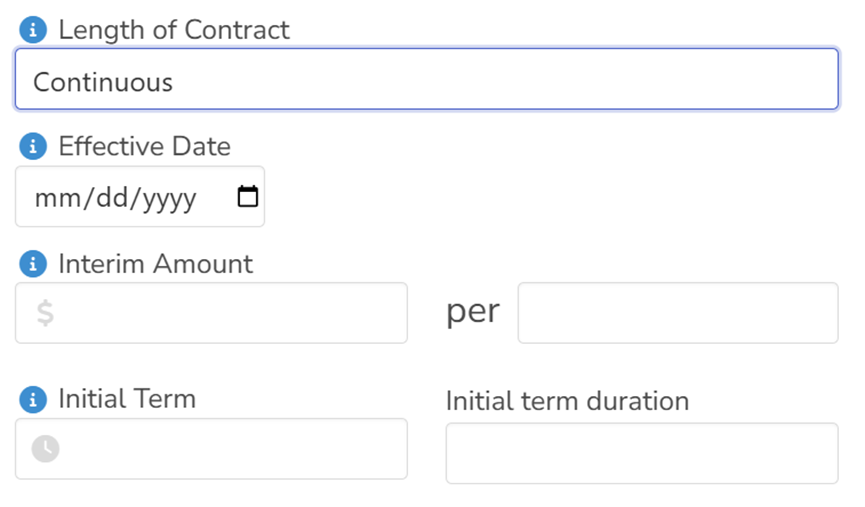 Length of Contract
Continuous
Effective Date
mm/dd/yyyy
Interim Amount
$ per
Initial Term Initial term duration